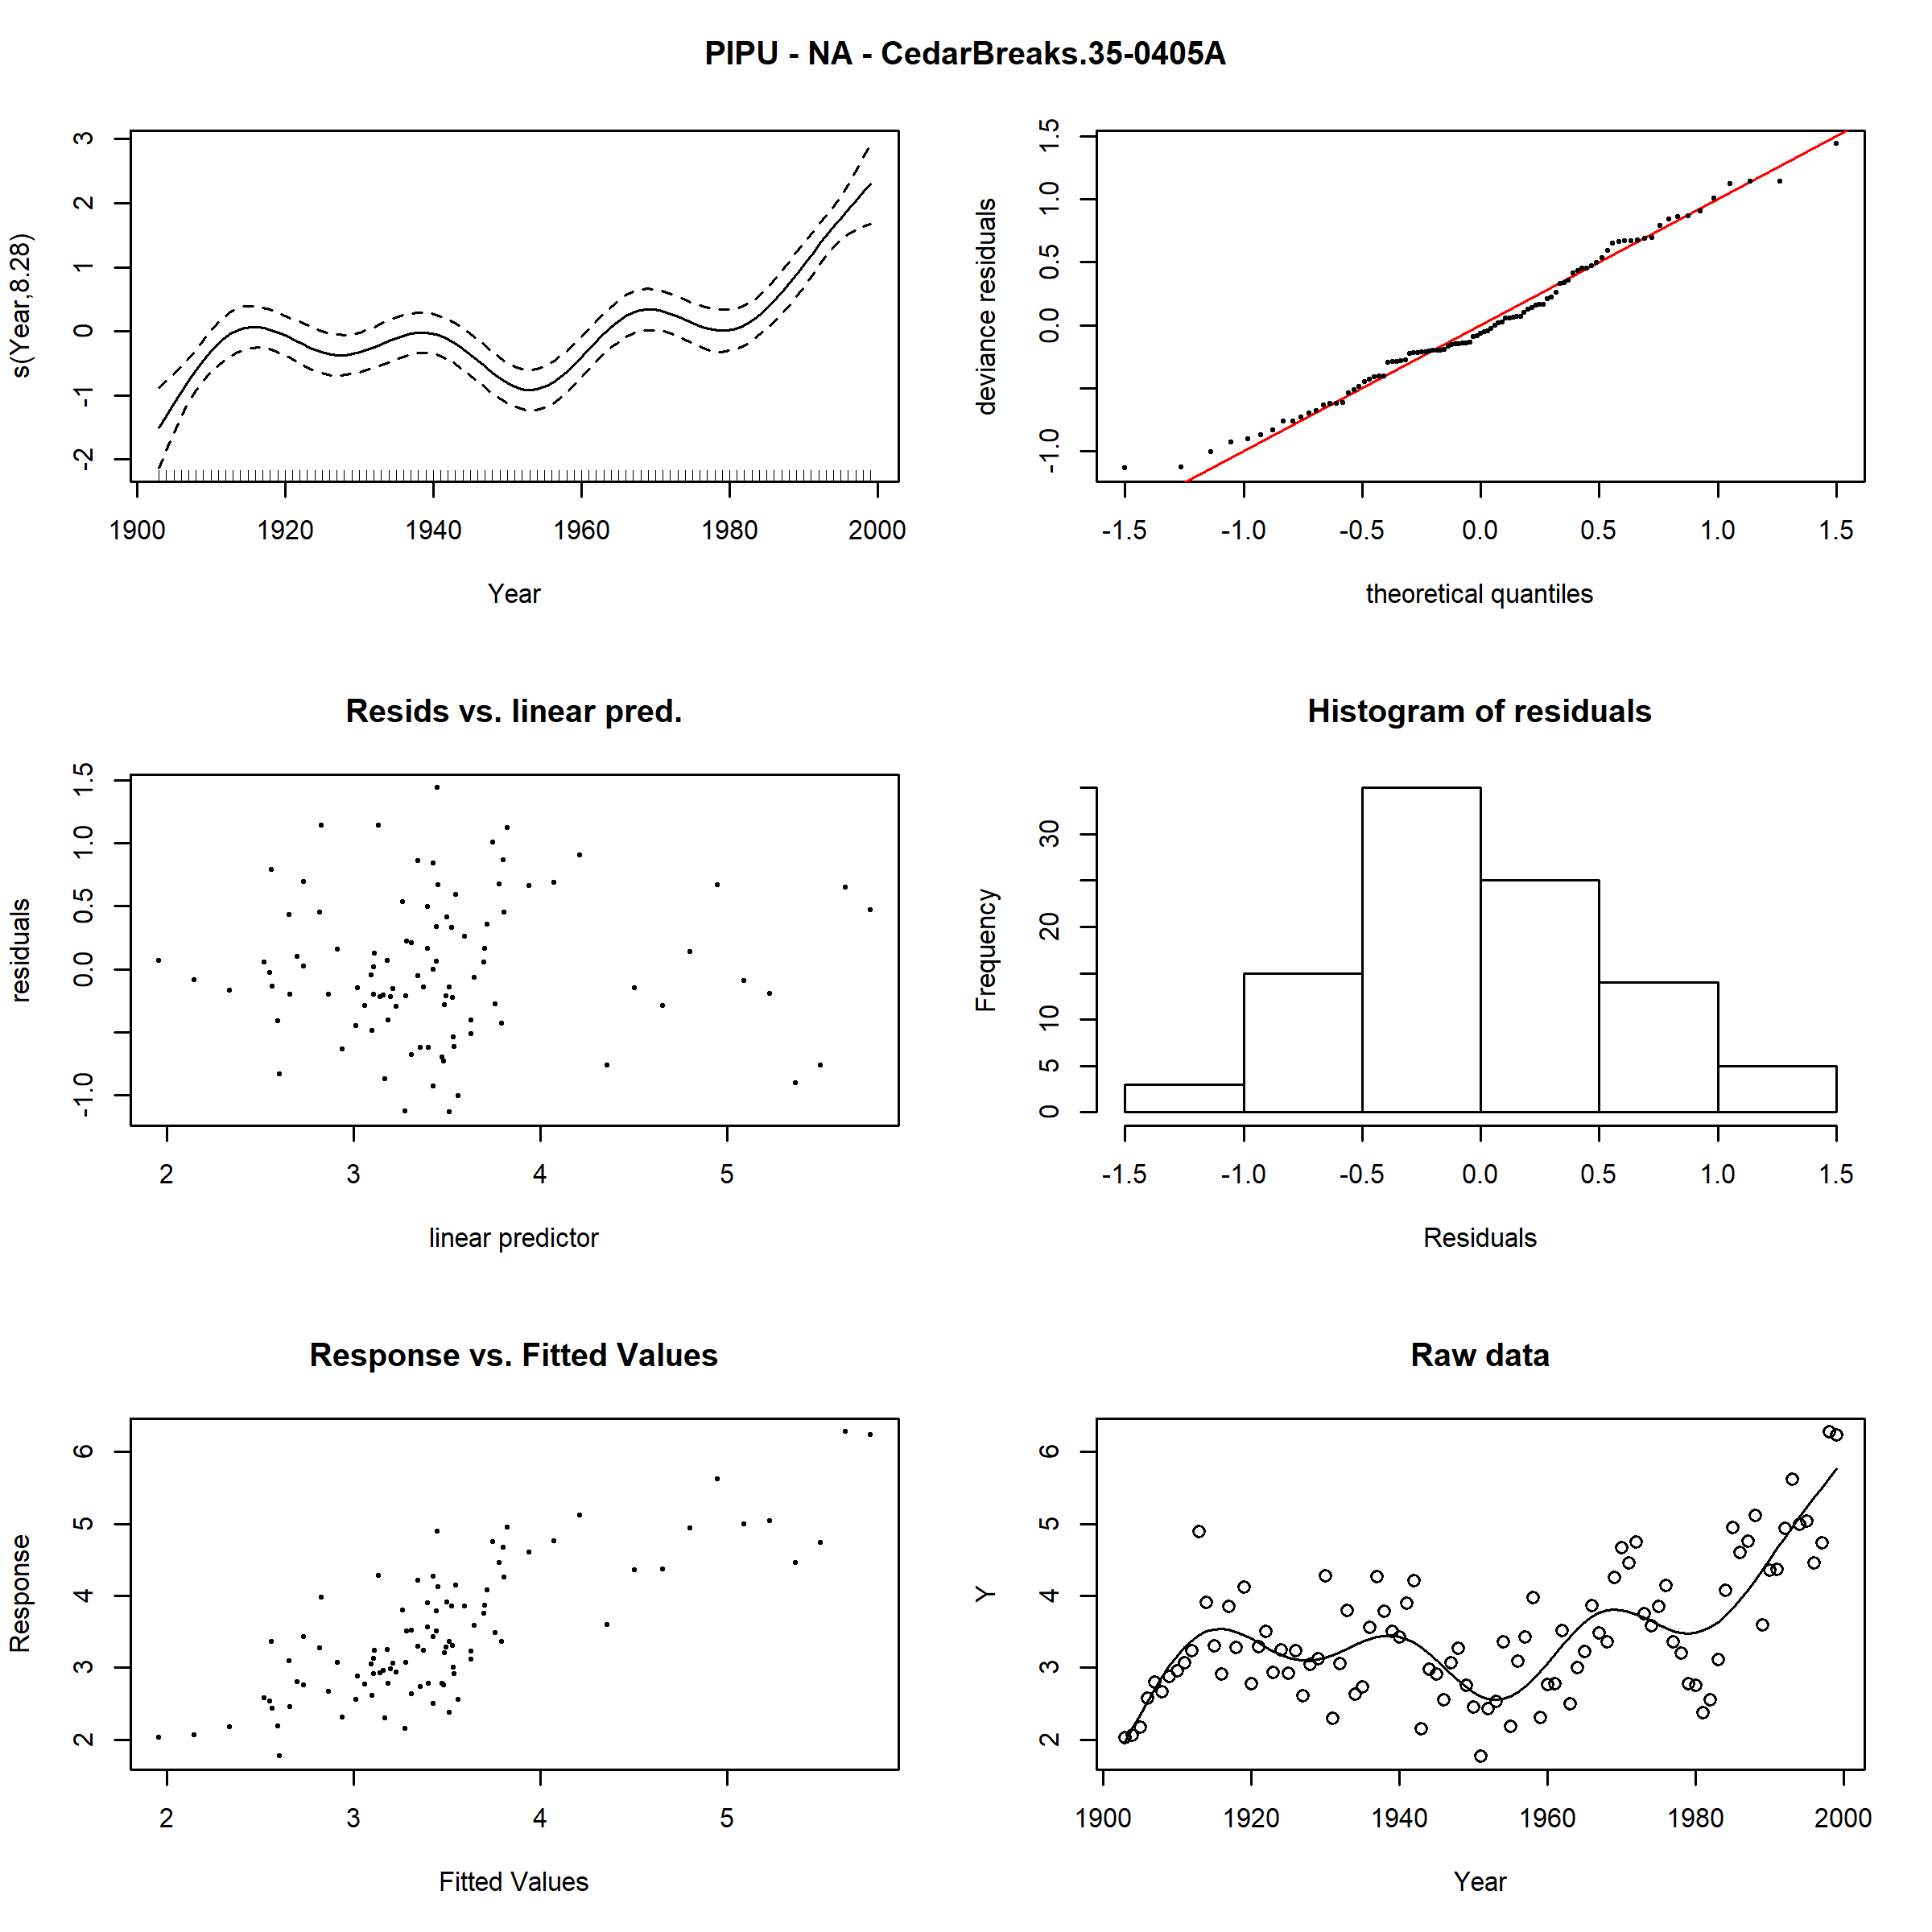 PIPU - NA - CedarBreaks.35-0405A
s(Year,8.28)
3
2
1
0
-1
-2
1900 1920 1940 1960 1980 2000
Year
deviance residuals
1.5
1.0
0.5
0.0
-1.0
-1.5 -1.0 -0.5 0.0 0.5 1.0 1.5
theoretical quantiles
Resids vs. linear pred.
residuals
1.5
1.0
0.5
0.0
-1.0
2 3 4 5
linear predictor
Histogram of residuals
Frequency
30
20
10
5
0
-1.5 -1.0 -0.5 0.0 0.5 1.0 1.5
Residuals
Response vs. Fitted Values
Response
6
5
4
3
2
2 3 4 5
Fitted Values
Raw data
Y
6
5
4
3
2
1900 1920 1940 1960 1980 2000
Year